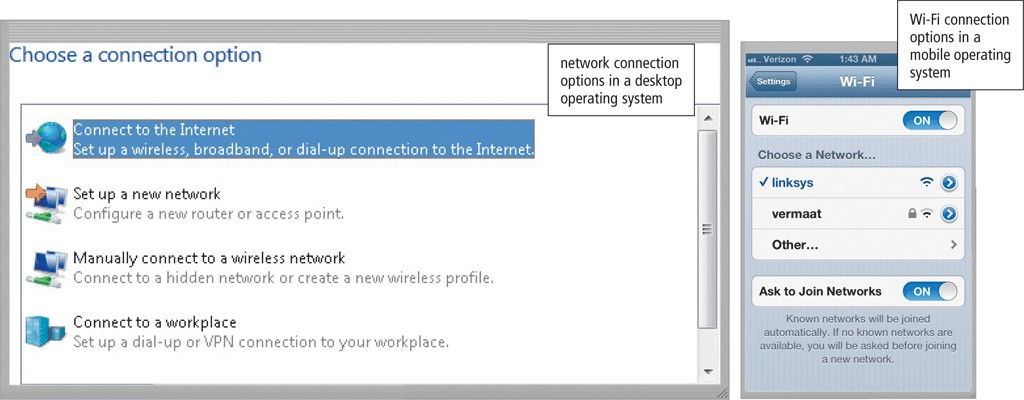 Choose a connection option
network connection
options in a desktop
operating system
Connect to the Internet
Set up a wireless, broadband, or dial-up connection to the Internet.
Set up a new network
Configure a new router or access point.
Manually connect to a wireless network
Connect to a hidden network or create a new wireless profile.
Connect to a workplace
Set up a dial-up or VPN connection to your workplace.
Wi-Fi connection
options in a
mobile operating
system
Verizon 1:43 AM
Settings Wi-Fi
Wi-Fi ON
Choose a Network...
✓ linksys
vermaat
Other...
Ask to Join Networks ON
Known networks will be joined
automatically. If no known networks are
available, you will be asked before joining
a new network.